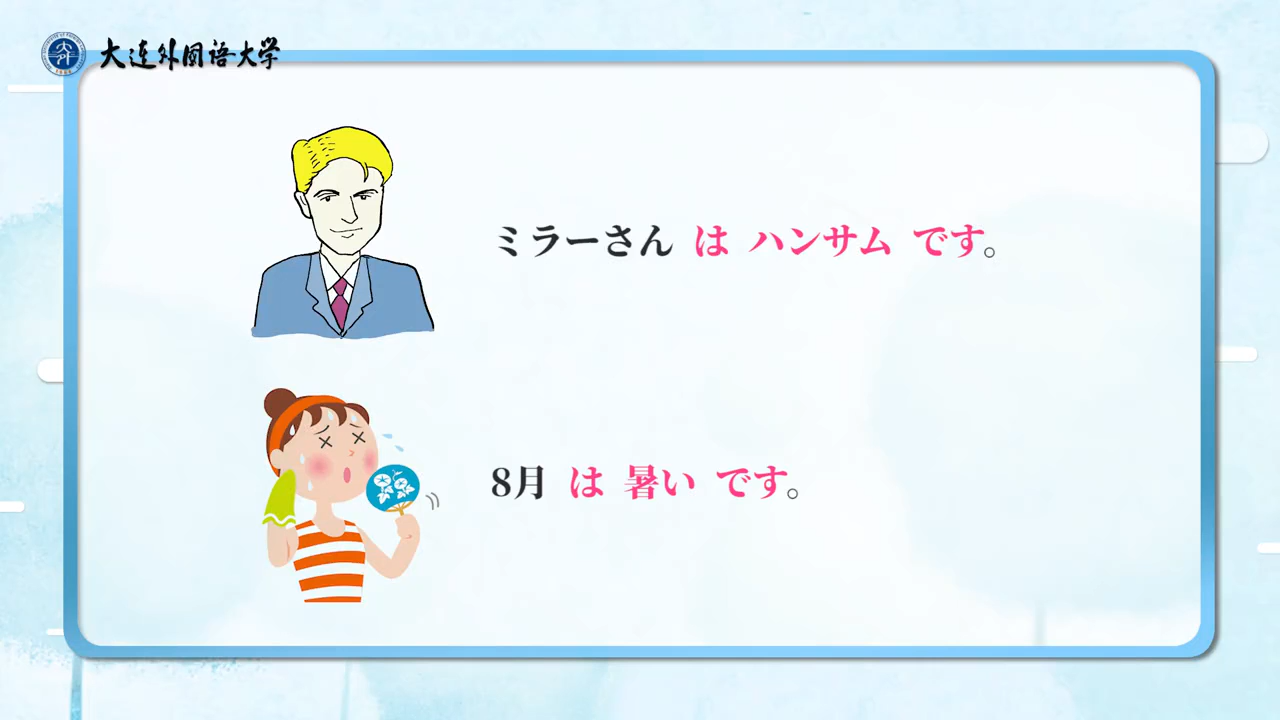 大连外国语大学
ミラーさん は ハンサム です。
8月 は 暑い です。